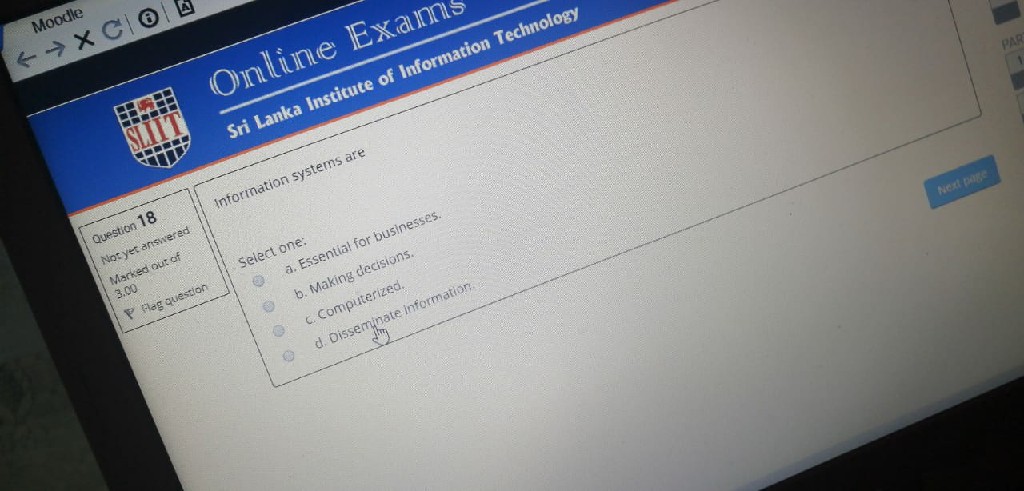 Moodle
Online Exams
Sri Lanka Institute of Information Technology
SLIIT
Question 18
Not yet answered
Marked out of
3.00
Flag question
Information systems are
Select one:
a. Essential for businesses.
b. Making decisions.
c. Computerized.
d. Disseminate Information.
Next page
PAR
1